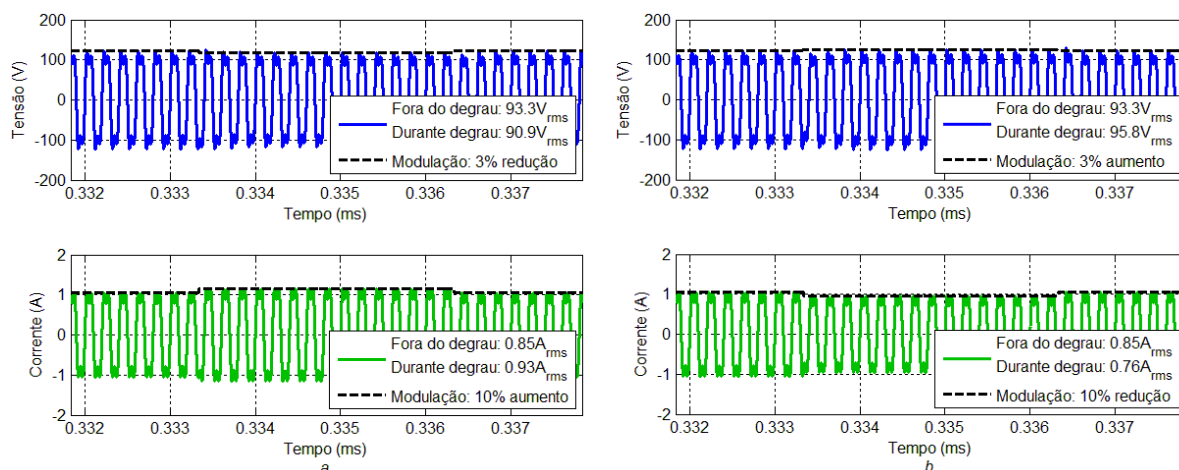 200
100
0
-100
-200
Tensão (V)
Fora do degrau: 93.3Vrms
Durante degrau: 90.9Vrms
Modulação: 3% redução
0.332 0.333 0.334 0.335 0.336 0.337
Tempo (ms)
200
100
0
-100
-200
Tensão (V)
Fora do degrau: 93.3Vrms
Durante degrau: 95.8Vrms
Modulação: 3% aumento
0.332 0.333 0.334 0.335 0.336 0.337
Tempo (ms)
2
1
0
-1
-2
Corrente (A)
Fora do degrau: 0.85Arms
Durante degrau: 0.93Arms
Modulação: 10% aumento
0.332 0.333 0.334 0.335 0.336 0.337
Tempo (ms)
a
2
1
0
-1
-2
Corrente (A)
Fora do degrau: 0.85Arms
Durante degrau: 0.76Arms
Modulação: 10% redução
0.332 0.333 0.334 0.335 0.336 0.337
Tempo (ms)
b